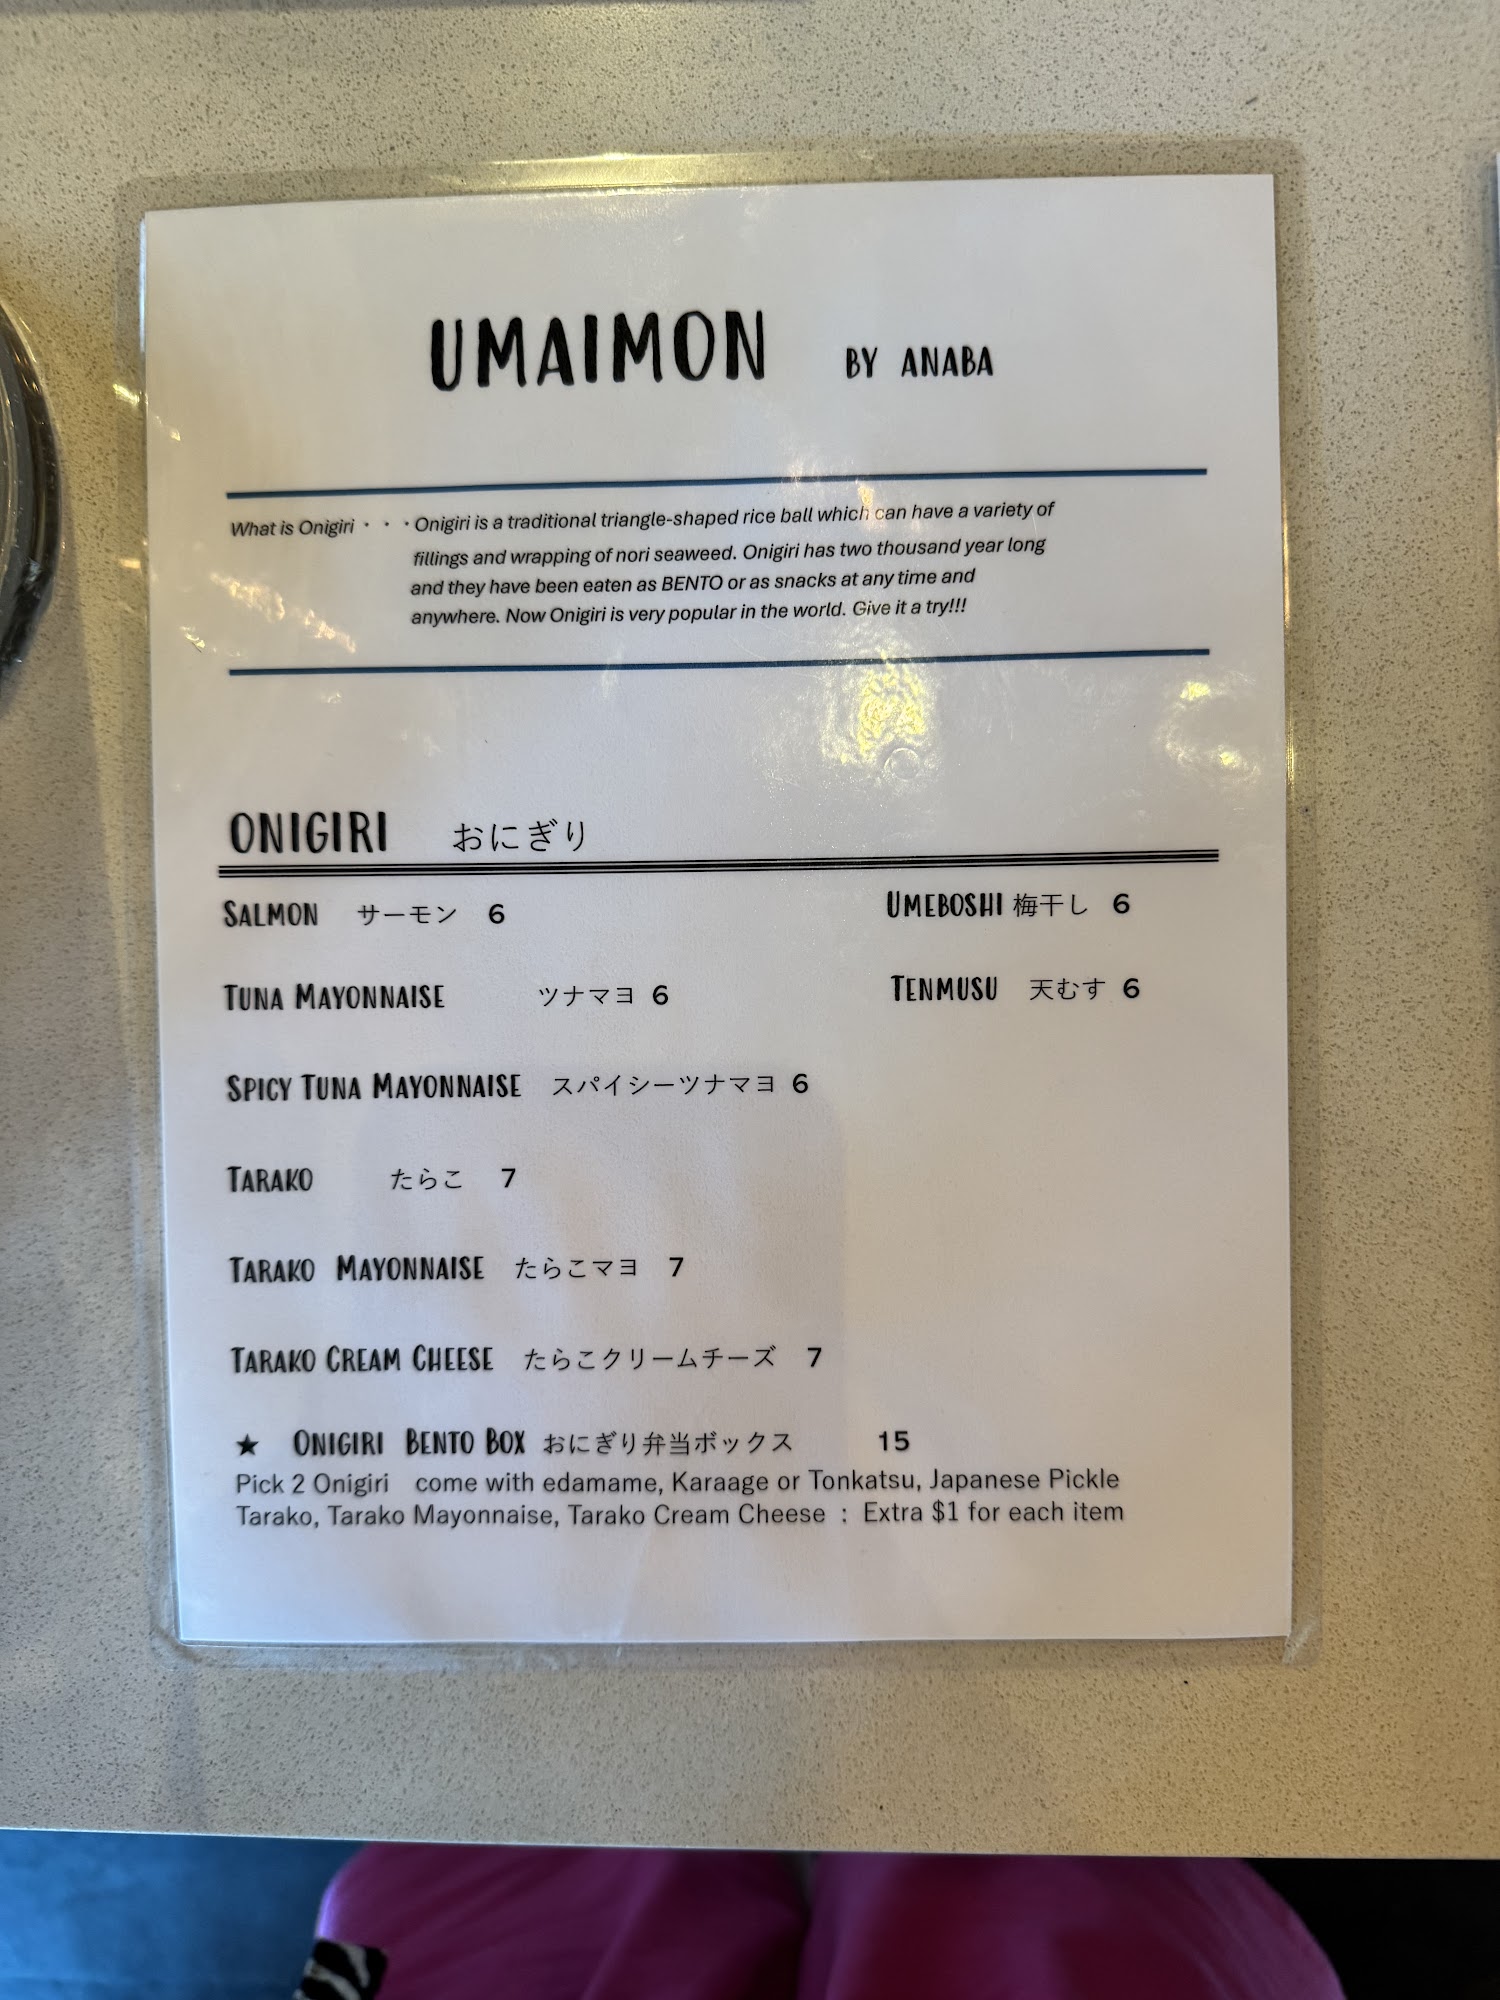 UMAIMON BY ANABA
What is Onigiri・・・Onigiri is a traditional triangle-shaped rice ball which can have a variety of
fillings and wrapping of nori seaweed. Onigiri has two thousand year long
and they have been eaten as BENTO or as snacks at any time and
anywhere. Now Onigiri is very popular in the world. Give it a try!!!
ONIGIRI おにぎり
SALMON サーモン 6
UMEBOSHI 梅干し 6
TUNA MAYONNAISE ツナマヨ 6
TENMUSU 天むす 6
SPICY TUNA MAYONNAISE スパイシーツナマヨ 6
TARAKO たらこ 7
TARAKO MAYONNAISE たらこマヨ 7
TARAKO CREAM CHEESE たらこクリームチーズ 7
★ ONIGIRI BENTO BOX おにぎり弁当ボックス 15
Pick 2 Onigiri come with edamame, Karaage or Tonkatsu, Japanese Pickle
Tarako, Tarako Mayonnaise, Tarako Cream Cheese : Extra $1 for each item